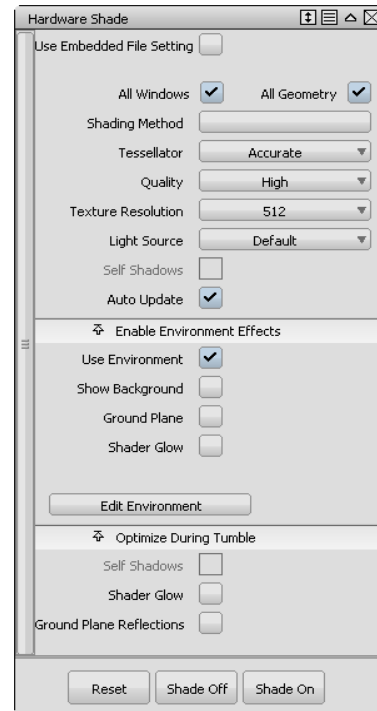 Hardware Shade
Use Embedded File Setting
All Windows All Geometry
Shading Method
Tessellator Accurate
Quality High
Texture Resolution 512
Light Source Default
Self Shadows
Auto Update
Enable Environment Effects
Use Environment
Show Background
Ground Plane
Shader Glow
Edit Environment
Optimize During Tumble
Self Shadows
Shader Glow
Ground Plane Reflections
Reset Shade Off Shade On